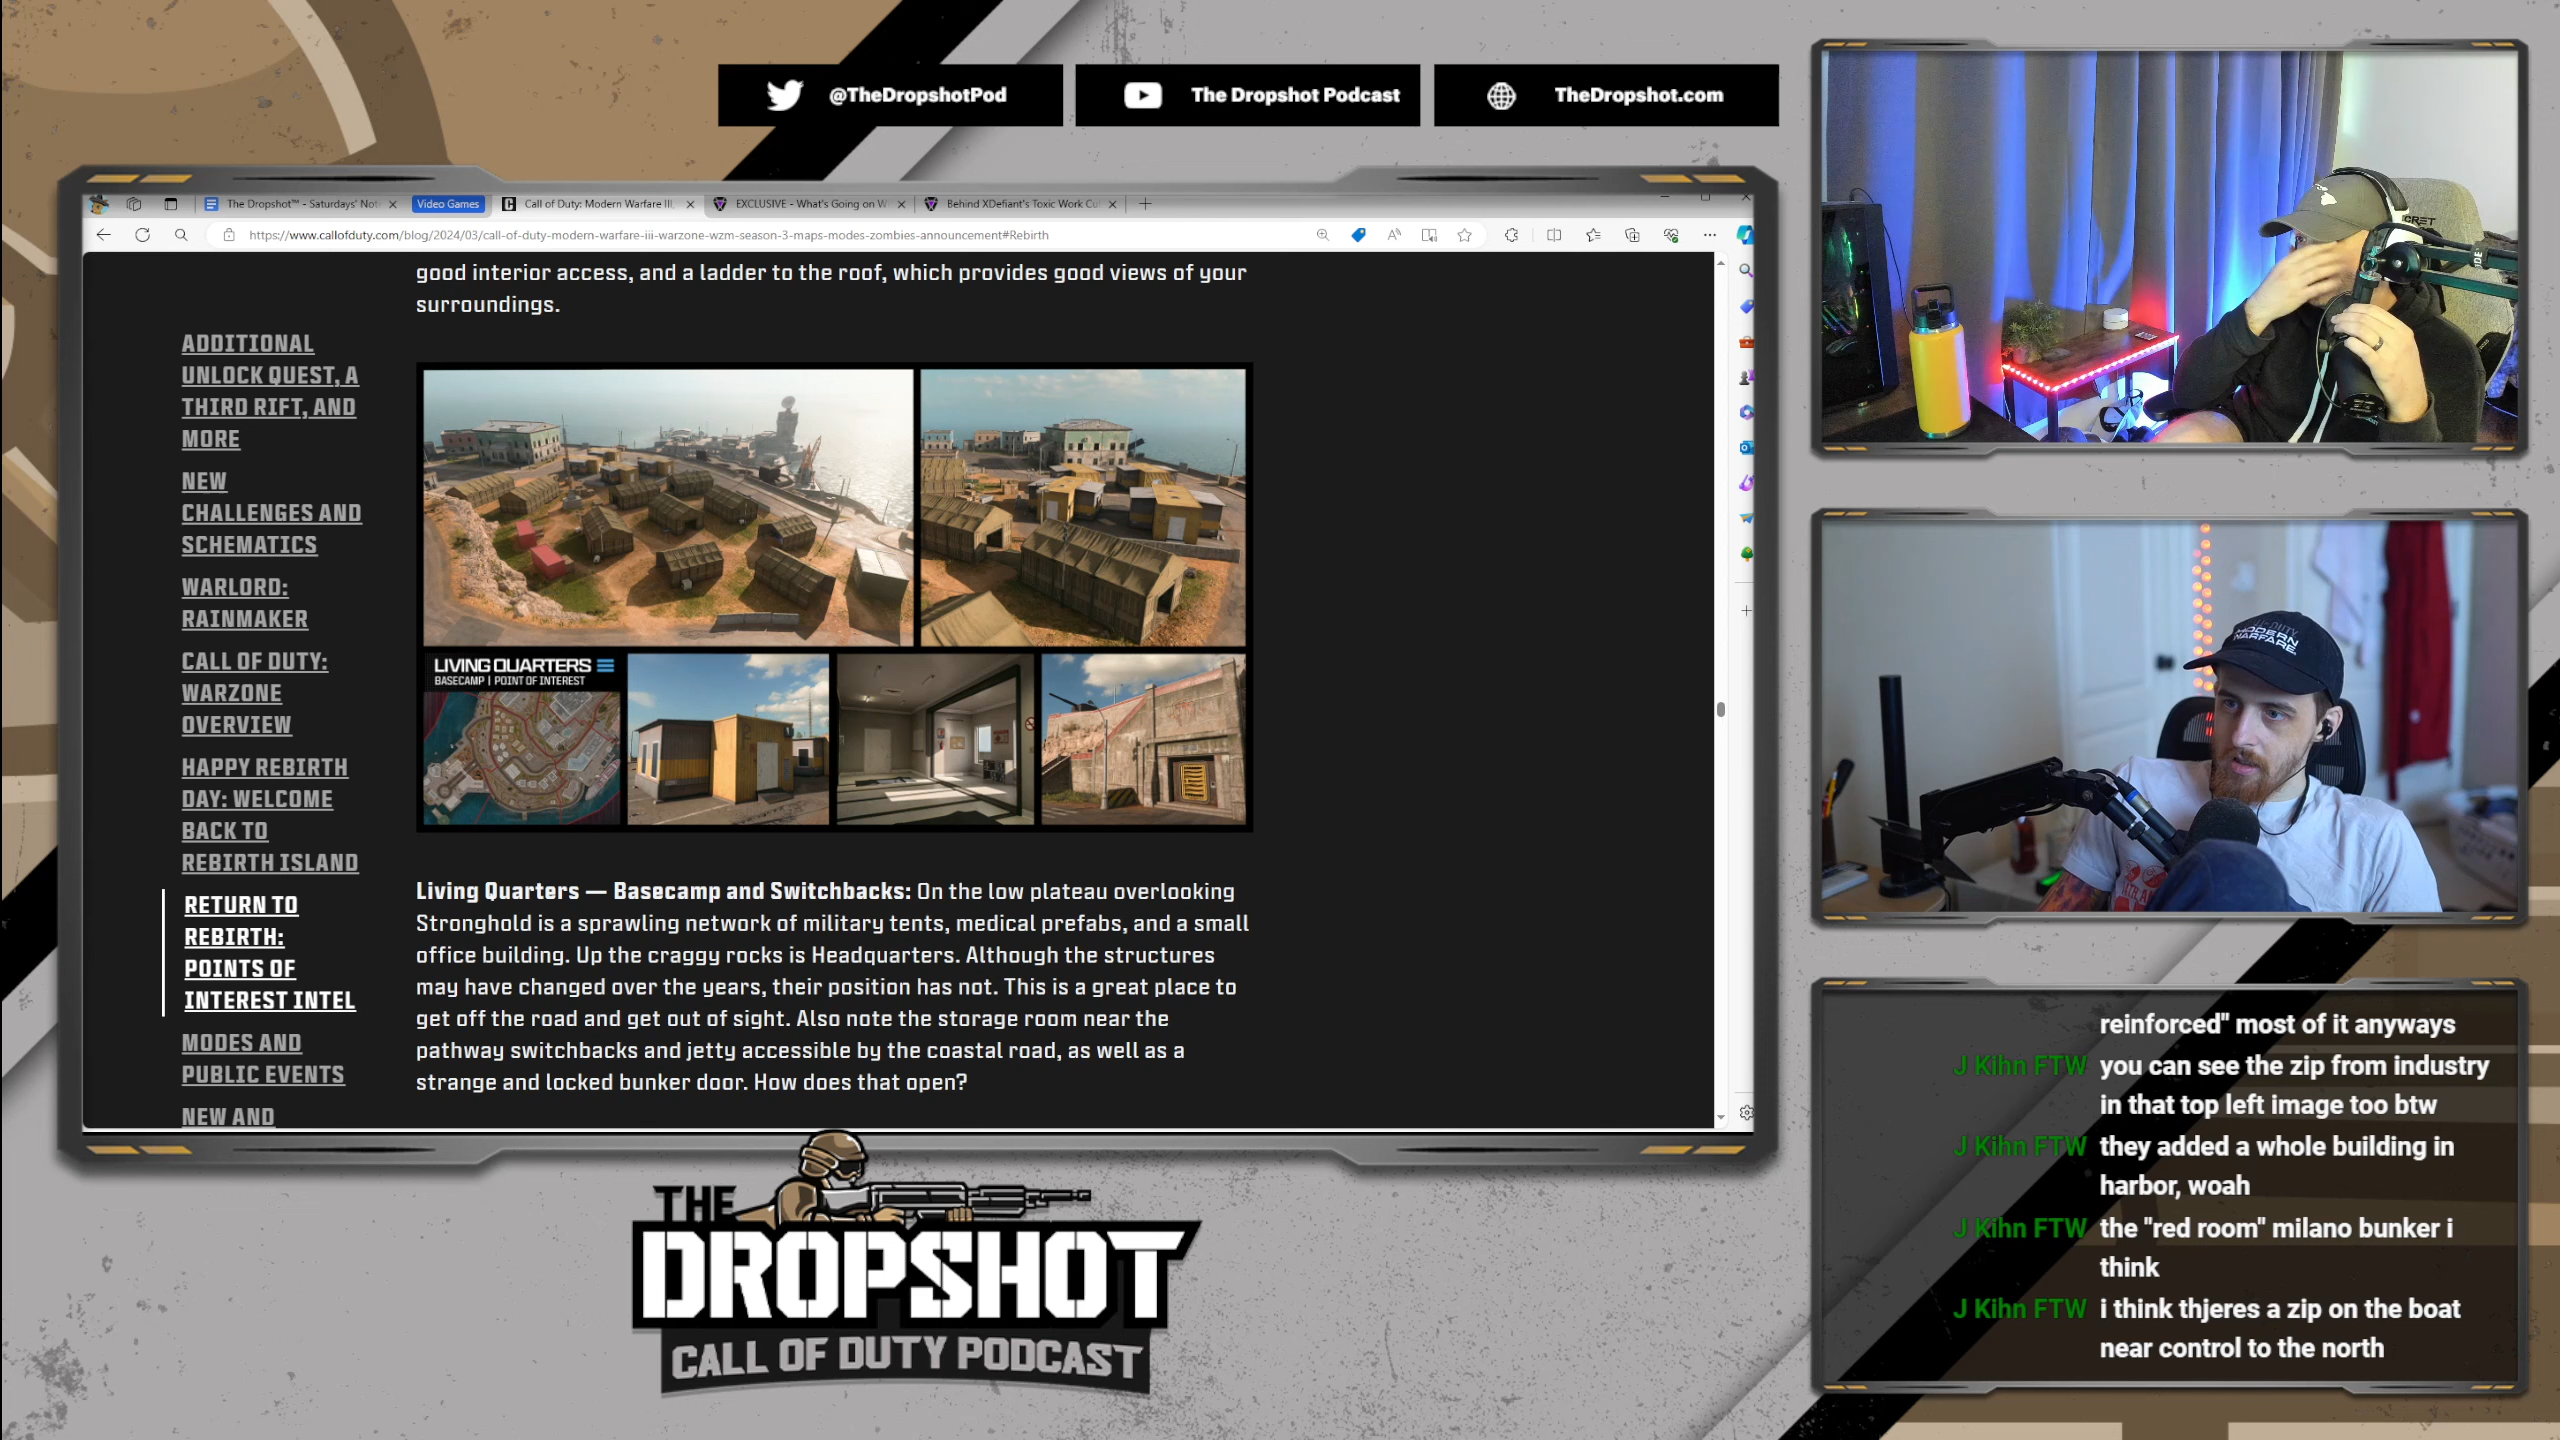 @TheDropshotPod
The Dropshot Podcast
TheDropshot.com
The Dropshot™ - Saturdays' Not
Video Games
Call of Duty: Modern Warfare III,
EXCLUSIVE - What's Going on W
Behind XDefiant's Toxic Work Cu
https://www.callofduty.com/blog/2024/03/call-of-duty-modern-warfare-iii-warzone-wzm-season-3-maps-modes-zombies-announcement#Rebirth
good interior access, and a ladder to the roof, which provides good views of your
surroundings.
ADDITIONAL
UNLOCK QUEST, A
THIRD RIFT, AND
MORE
NEW
CHALLENGES AND
SCHEMATICS
WARLORD:
RAINMAKER
CALL OF DUTY:
WARZONE
OVERVIEW
HAPPY REBIRTH
DAY: WELCOME
BACK TO
REBIRTH ISLAND
RETURN TO
REBIRTH:
POINTS OF
INTEREST INTEL
MODES AND
PUBLIC EVENTS
NEW AND
LIVING QUARTERS
BASECAMP | POINT OF INTEREST
Living Quarters — Basecamp and Switchbacks: On the low plateau overlooking
Stronghold is a sprawling network of military tents, medical prefabs, and a small
office building. Up the craggy rocks is Headquarters. Although the structures
may have changed over the years, their position has not. This is a great place to
get off the road and get out of sight. Also note the storage room near the
pathway switchbacks and jetty accessible by the coastal road, as well as a
strange and locked bunker door. How does that open?
MODERN
WARFARE
reinforced" most of it anyways
J Kihn FTW you can see the zip from industry
in that top left image too btw
J Kihn FTW they added a whole building in
harbor, woah
J Kihn FTW the "red room" milano bunker i
think
J Kihn FTW i think thjeres a zip on the boat
near control to the north
THE
DROPSHOT
CALL OF DUTY PODCAST